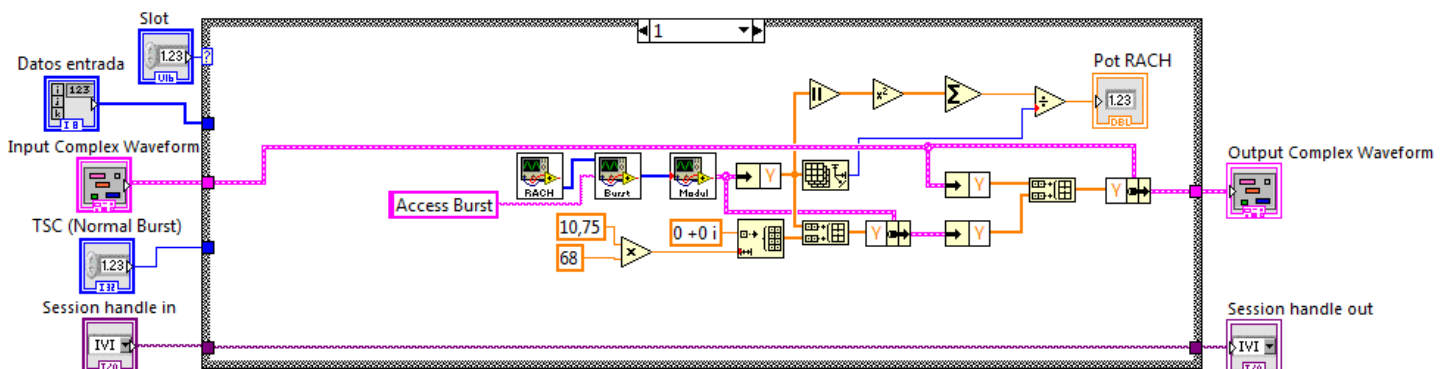 Slot
1
1.23
U16
?
Datos entrada
i 123
j
k
I 8
Pot RACH
1.23
DBL
|| x² Σ ÷
Input Complex Waveform
Output Complex Waveform
RACH
Burst
Modul
Y
Y
Y
Access Burst
TSC (Normal Burst)
10,75
0 +0 i
Y
Y
68
x
1.23
I32
Session handle in
Session handle out
IVI
IVI
I/O
I/O